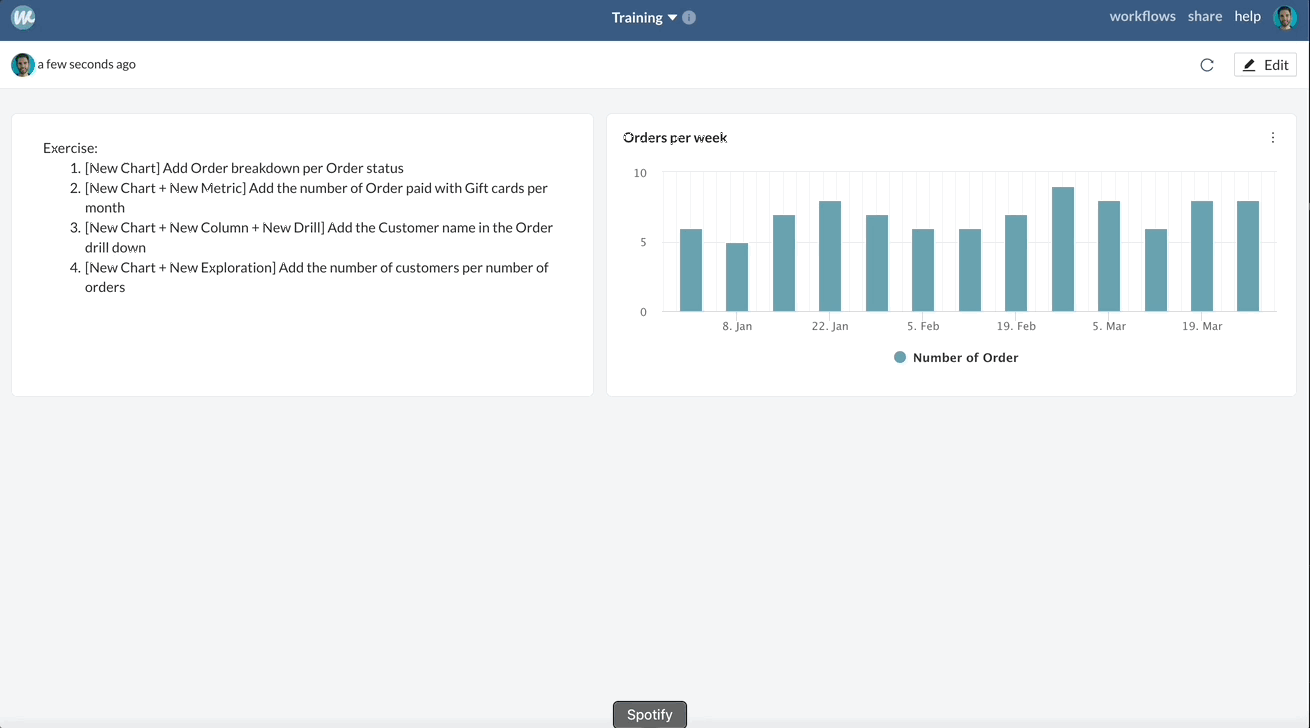 Training
workflows share help
a few seconds ago
Edit
Exercise:
1. [New Chart] Add Order breakdown per Order status
2. [New Chart + New Metric] Add the number of Order paid with Gift cards per
month
3. [New Chart + New Column + New Drill] Add the Customer name in the Order
drill down
4. [New Chart + New Exploration] Add the number of customers per number of
orders
Orders per week
10
5
0
8. Jan 22. Jan 5. Feb 19. Feb 5. Mar 19. Mar
Number of Order
Spotify